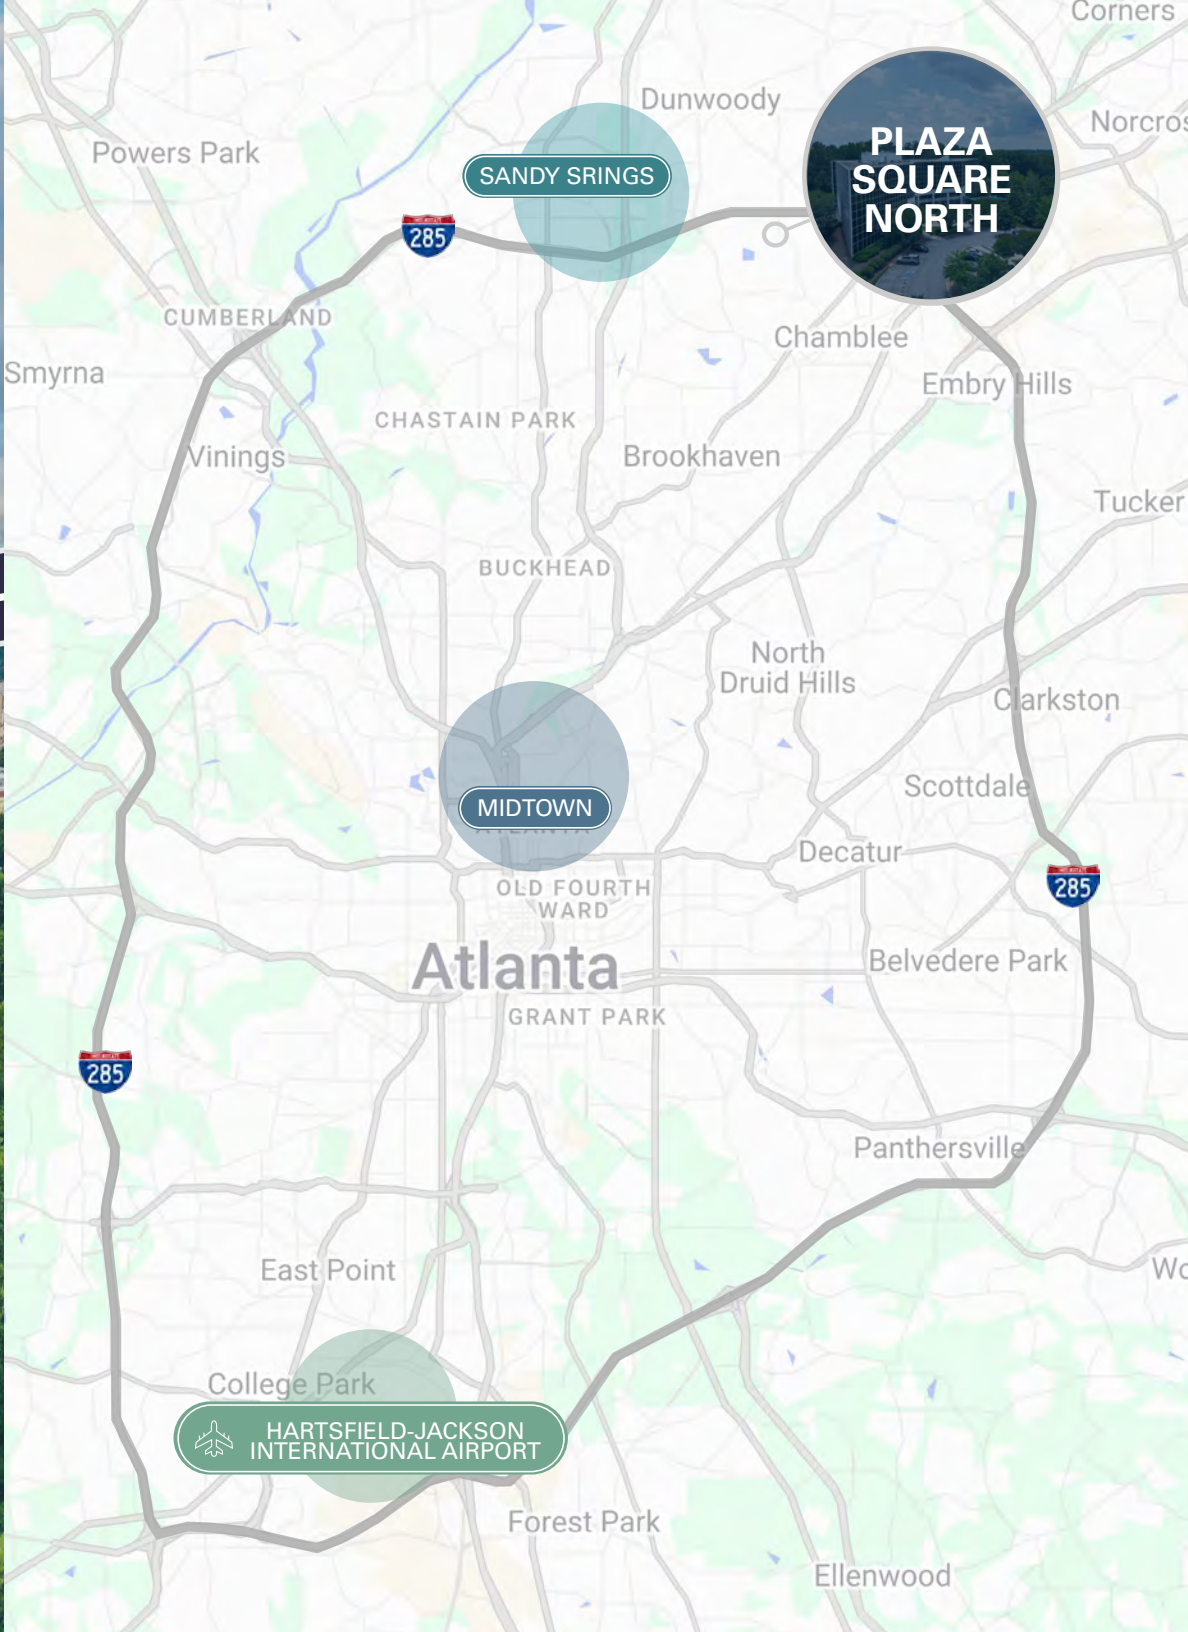 Corners
Dunwoody
Norcros
Powers Park
PLAZA
SQUARE
NORTH
SANDY SRINGS
285
CUMBERLAND
Chamblee
Smyrna
Embry Hills
CHASTAIN PARK
Vinings
Brookhaven
Tucker
BUCKHEAD
North
Druid Hills
Clarkston
Scottdale
MIDTOWN
ATLANTA
Decatur
285
OLD FOURTH
WARD
Atlanta
Belvedere Park
GRANT PARK
285
Panthersville
East Point
Wo
College Park
HARTSFIELD-JACKSON
INTERNATIONAL AIRPORT
Forest Park
Ellenwood